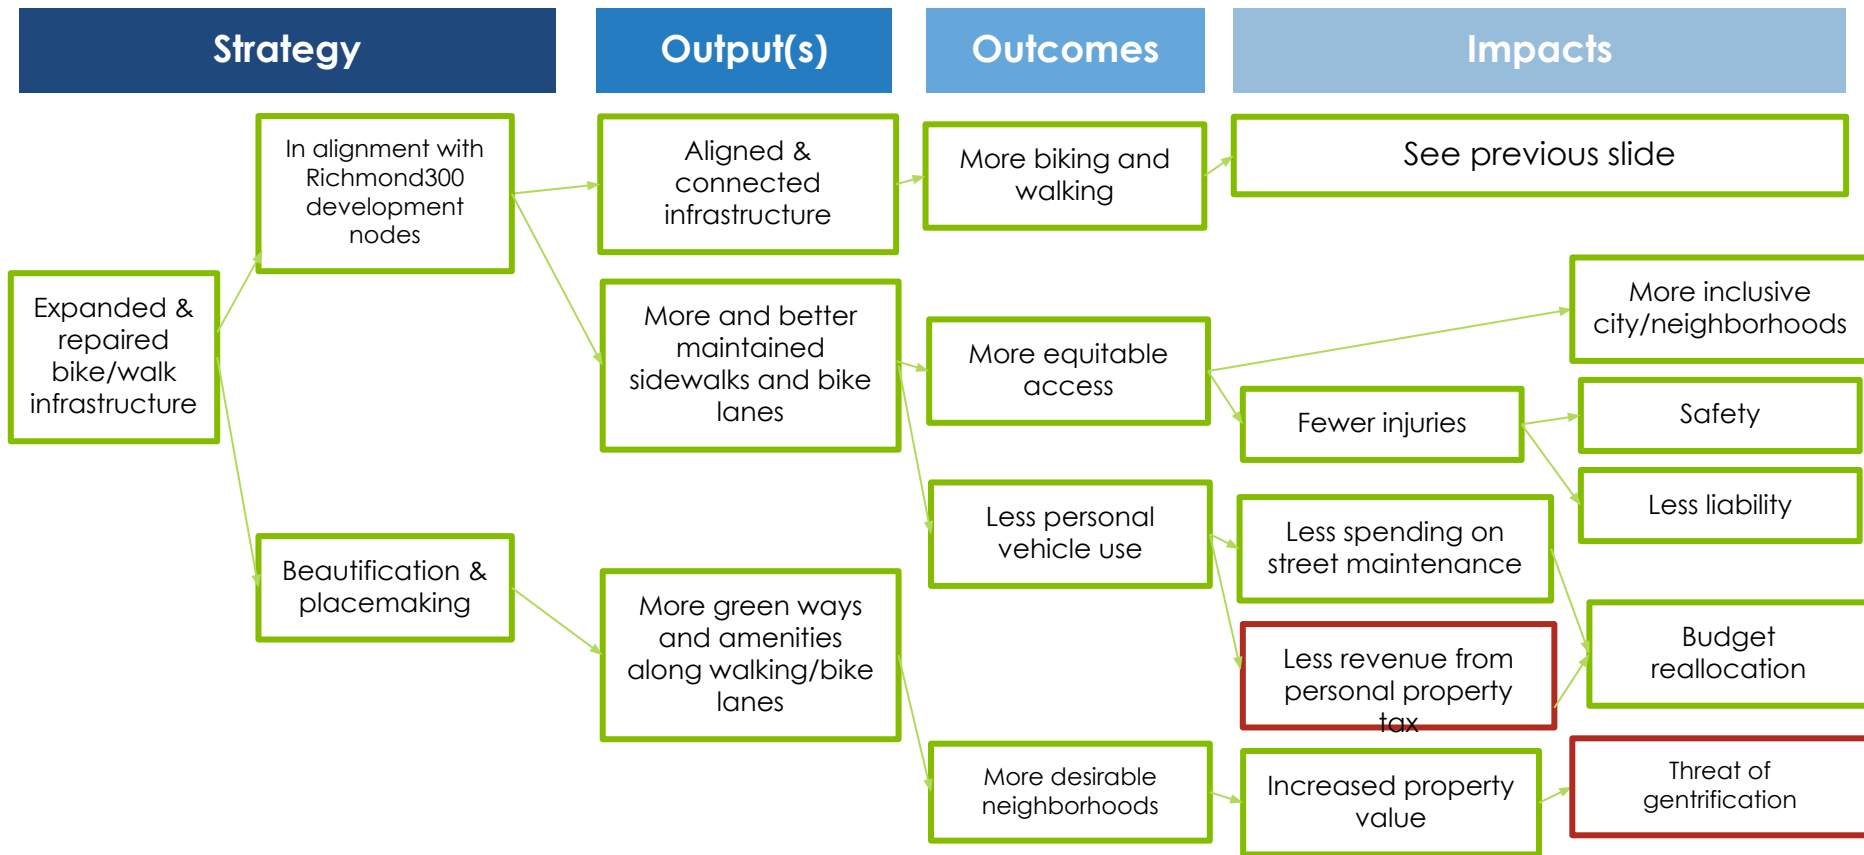 Strategy
Output(s)
Outcomes
Impacts
Expanded &
repaired
bike/walk
infrastructure
In alignment with
Richmond300
development
nodes
Beautification &
placemaking
Aligned &
connected
infrastructure
More and better
maintained
sidewalks and bike
lanes
More green ways
and amenities
along walking/bike
lanes
More biking and
walking
More equitable
access
Less personal
vehicle use
More desirable
neighborhoods
See previous slide
More inclusive
city/neighborhoods
Fewer injuries
Safety
Less liability
Less spending on
street maintenance
Less revenue from
personal property
tax
Budget
reallocation
Increased property
value
Threat of
gentrification